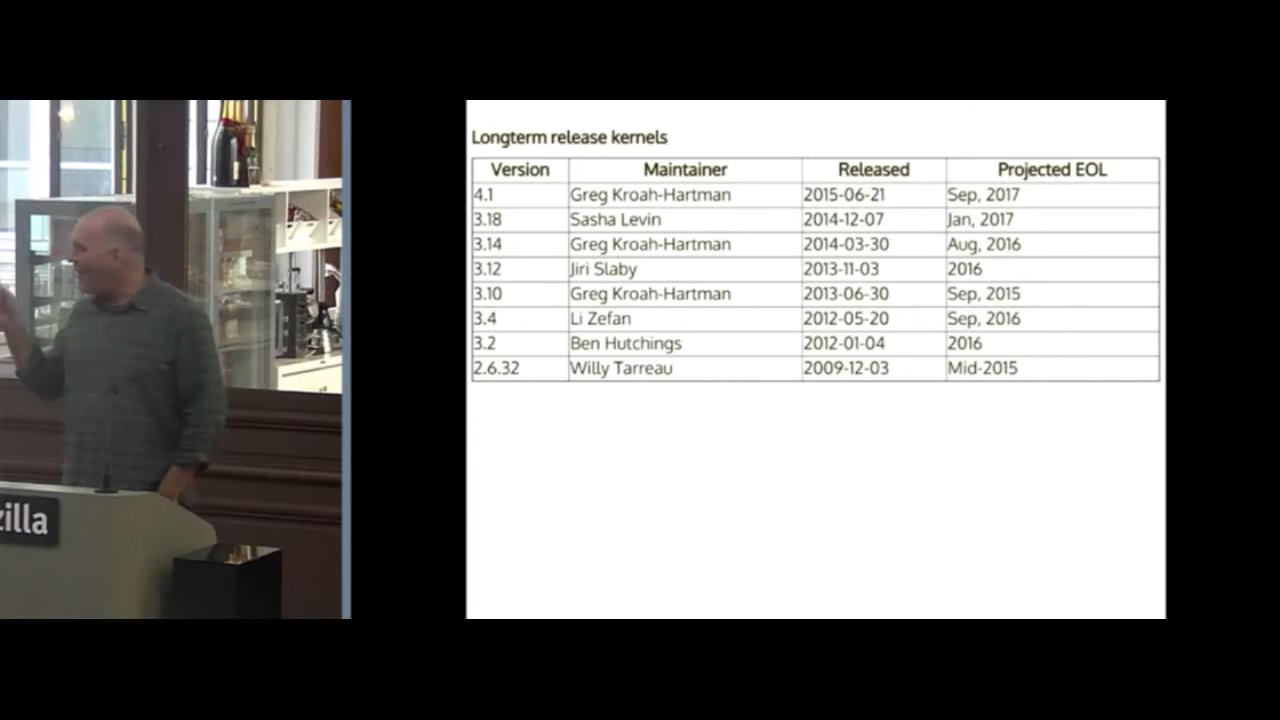 Longterm release kernels
Version Maintainer Released Projected EOL
4.1 Greg Kroah-Hartman 2015-06-21 Sep, 2017
3.18 Sasha Levin 2014-12-07 Jan, 2017
3.14 Greg Kroah-Hartman 2014-03-30 Aug, 2016
3.12 Jiri Slaby 2013-11-03 2016
3.10 Greg Kroah-Hartman 2013-06-30 Sep, 2015
3.4 Li Zefan 2012-05-20 Sep, 2016
3.2 Ben Hutchings 2012-01-04 2016
2.6.32 Willy Tarreau 2009-12-03 Mid-2015
zilla